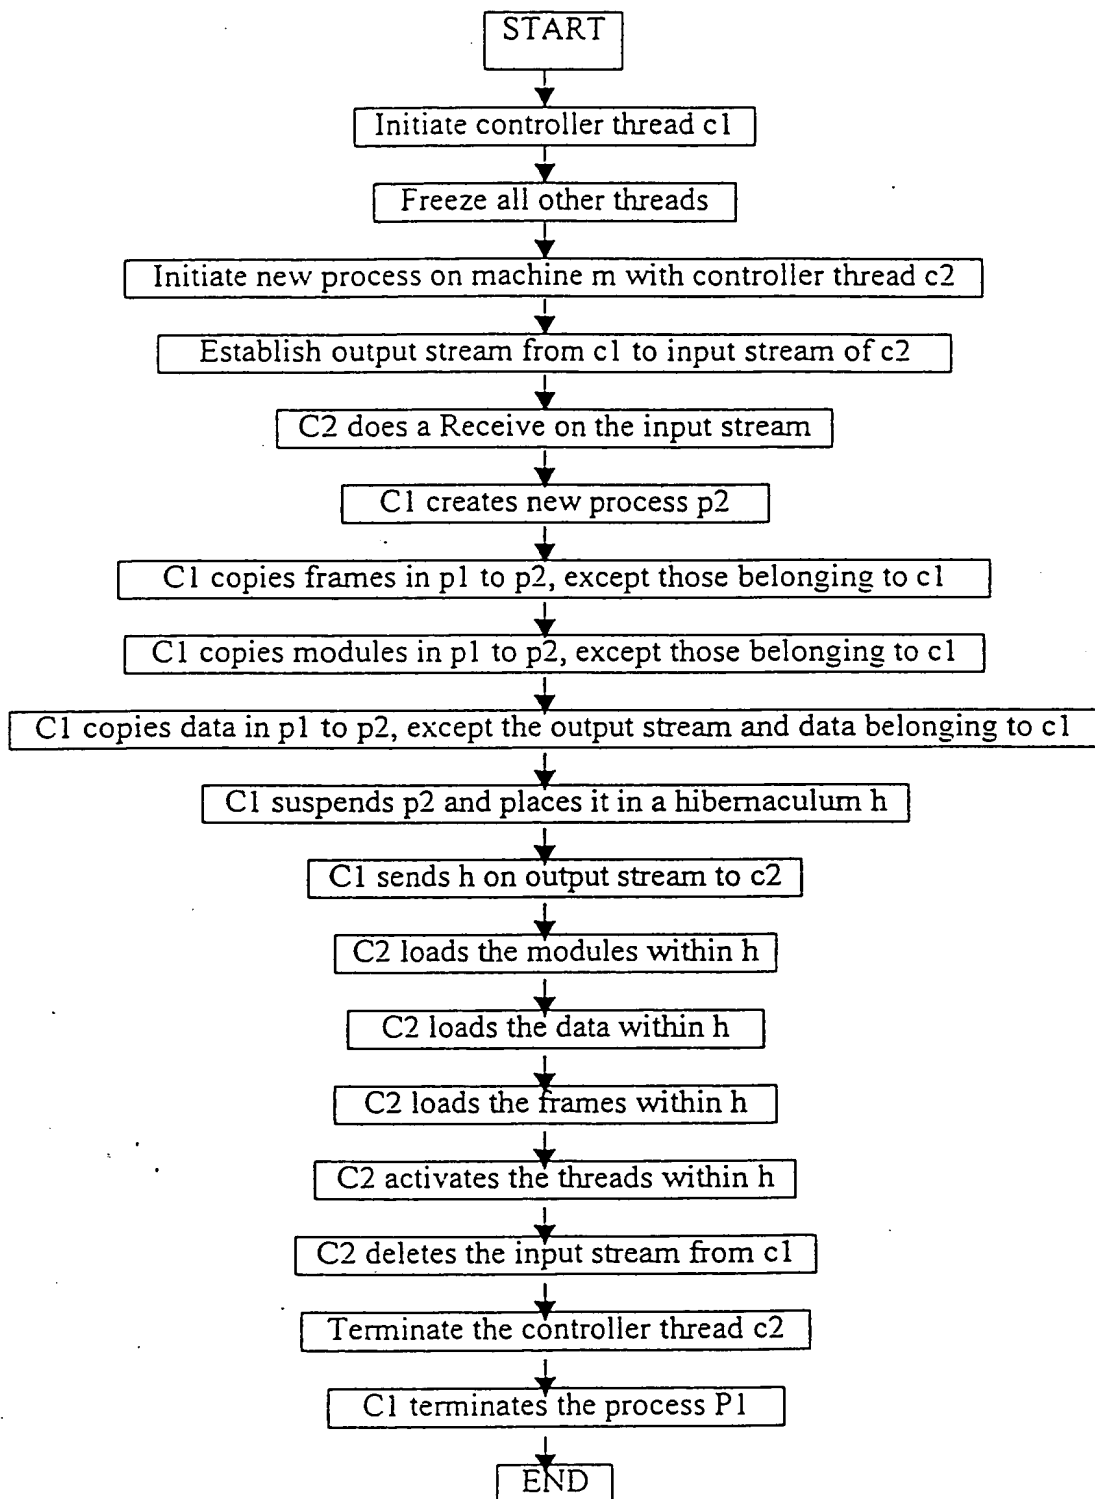 START
Initiate controller thread c1
Freeze all other threads
Initiate new process on machine m with controller thread c2
Establish output stream from c1 to input stream of c2
C2 does a Receive on the input stream
C1 creates new process p2
C1 copies frames in p1 to p2, except those belonging to c1
C1 copies modules in p1 to p2, except those belonging to c1
C1 copies data in p1 to p2, except the output stream and data belonging to c1
C1 suspends p2 and places it in a hibernaculum h
C1 sends h on output stream to c2
C2 loads the modules within h
C2 loads the data within h
C2 loads the frames within h
C2 activates the threads within h
C2 deletes the input stream from c1
Terminate the controller thread c2
C1 terminates the process P1
END